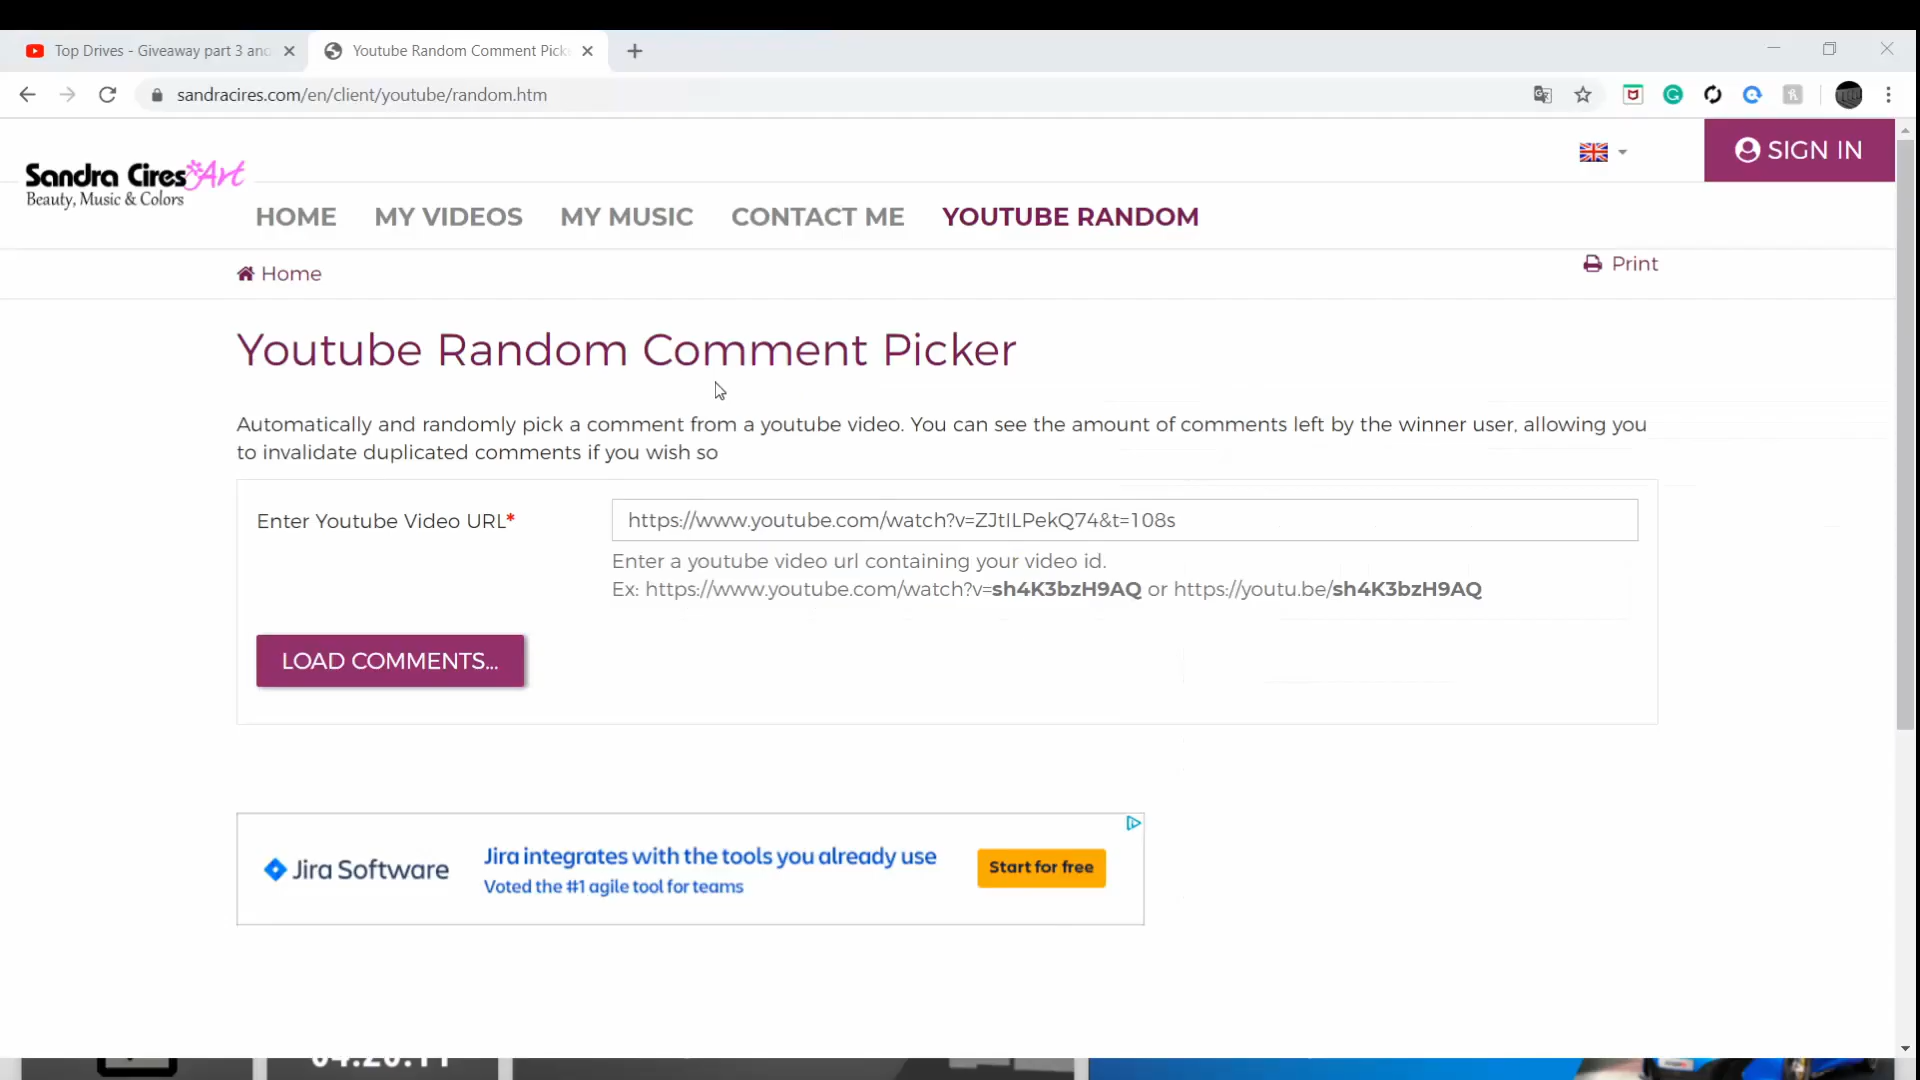 Top Drives - Giveaway part 3 and
Youtube Random Comment Pick
sandracires.com/en/client/youtube/random.htm
SIGN IN
Sandra Cires Art
Beauty, Music & Colors
HOME
MY VIDEOS
MY MUSIC
CONTACT ME
YOUTUBE RANDOM
Home
Print
Youtube Random Comment Picker
Automatically and randomly pick a comment from a youtube video. You can see the amount of comments left by the winner user, allowing you
to invalidate duplicated comments if you wish so
Enter Youtube Video URL*
https://www.youtube.com/watch?v=ZJtILPekQ74&t=108s
Enter a youtube video url containing your video id.
Ex: https://www.youtube.com/watch?v=sh4K3bzH9AQ or https://youtu.be/sh4K3bzH9AQ
LOAD COMMENTS...
Jira Software
Jira integrates with the tools you already use
Voted the #1 agile tool for teams
Start for free